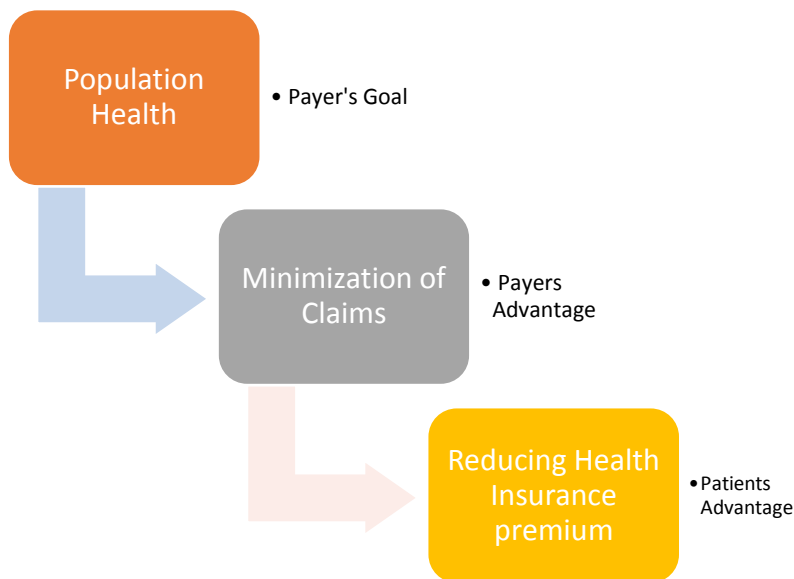 Population
Health
• Payer's Goal
Minimization of
Claims
• Payers
Advantage
Reducing Health
Insurance
premium
•Patients
Advantage